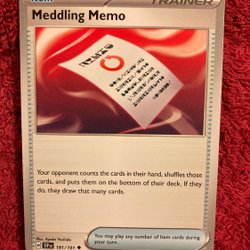 TRAINER
Meddling Memo
Your opponent counts the cards in their hand, shuffles those
cards, and puts them on the bottom of their deck. If they
do, they draw that many cards.
You may play any number of Item cards during
your turn.